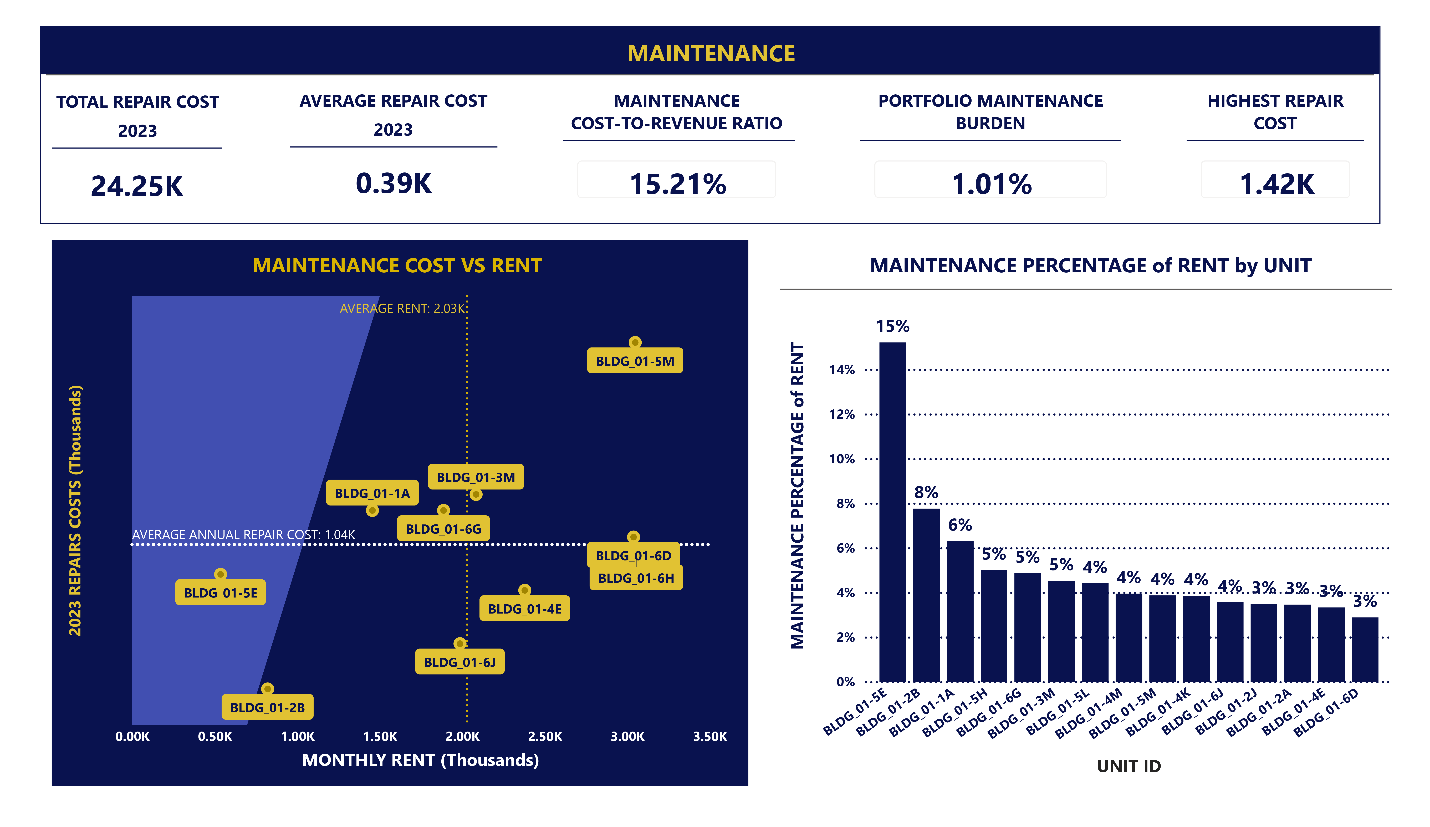 MAINTENANCE
TOTAL REPAIR COST
2023
24.25K
AVERAGE REPAIR COST
2023
0.39K
MAINTENANCE
COST-TO-REVENUE RATIO
15.21%
PORTFOLIO MAINTENANCE
BURDEN
1.01%
HIGHEST REPAIR
COST
1.42K
MAINTENANCE COST VS RENT
2023 REPAIRS COSTS (Thousands)
AVERAGE RENT: 2.03K
BLDG_01-5M
BLDG_01-3M
BLDG_01-1A
BLDG_01-6G
AVERAGE ANNUAL REPAIR COST: 1.04K
BLDG_01-6D
BLDG_01-6H
BLDG_01-5E
BLDG_01-4E
BLDG_01-6J
BLDG_01-2B
0.00K 0.50K 1.00K 1.50K 2.00K 2.50K 3.00K 3.50K
MONTHLY RENT (Thousands)
MAINTENANCE PERCENTAGE of RENT by UNIT
MAINTENANCE PERCENTAGE of RENT
14%
12%
10%
8%
6%
4%
2%
0%
15% 8% 6% 5% 5% 5% 4% 4% 4% 4% 4% 3% 3% 3% 3%
BLDG_01-5E
BLDG_01-2B
BLDG_01-1A
BLDG_01-5H
BLDG_01-6G
BLDG_01-3M
BLDG_01-5L
BLDG_01-4M
BLDG_01-5M
BLDG_01-4K
BLDG_01-6J
BLDG_01-2J
BLDG_01-2A
BLDG_01-4E
BLDG_01-6D
UNIT ID